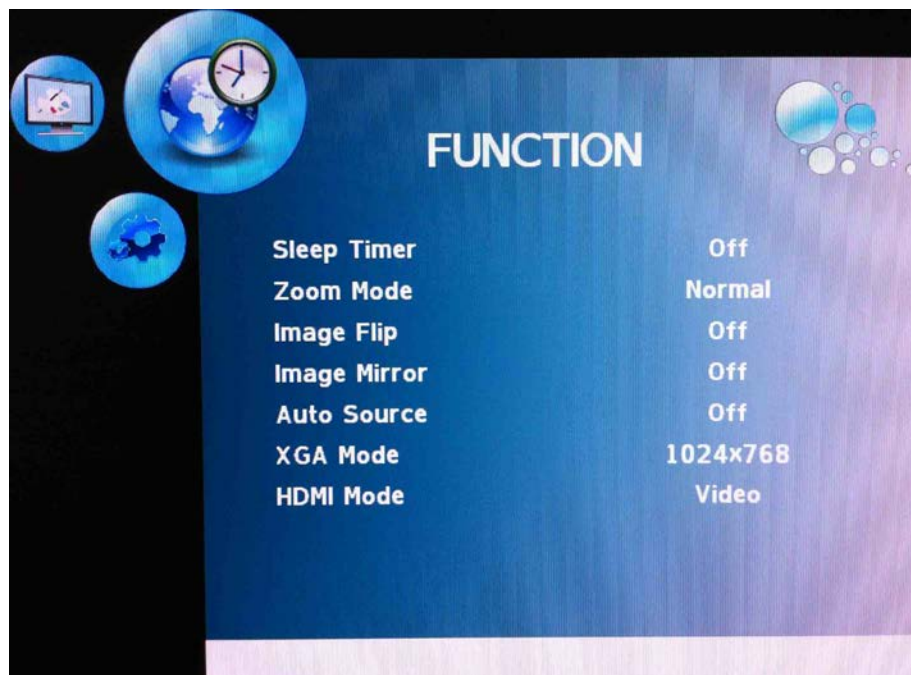 FUNCTION
Sleep Timer Off
Zoom Mode Normal
Image Flip Off
Image Mirror Off
Auto Source Off
XGA Mode 1024x768
HDMI Mode Video